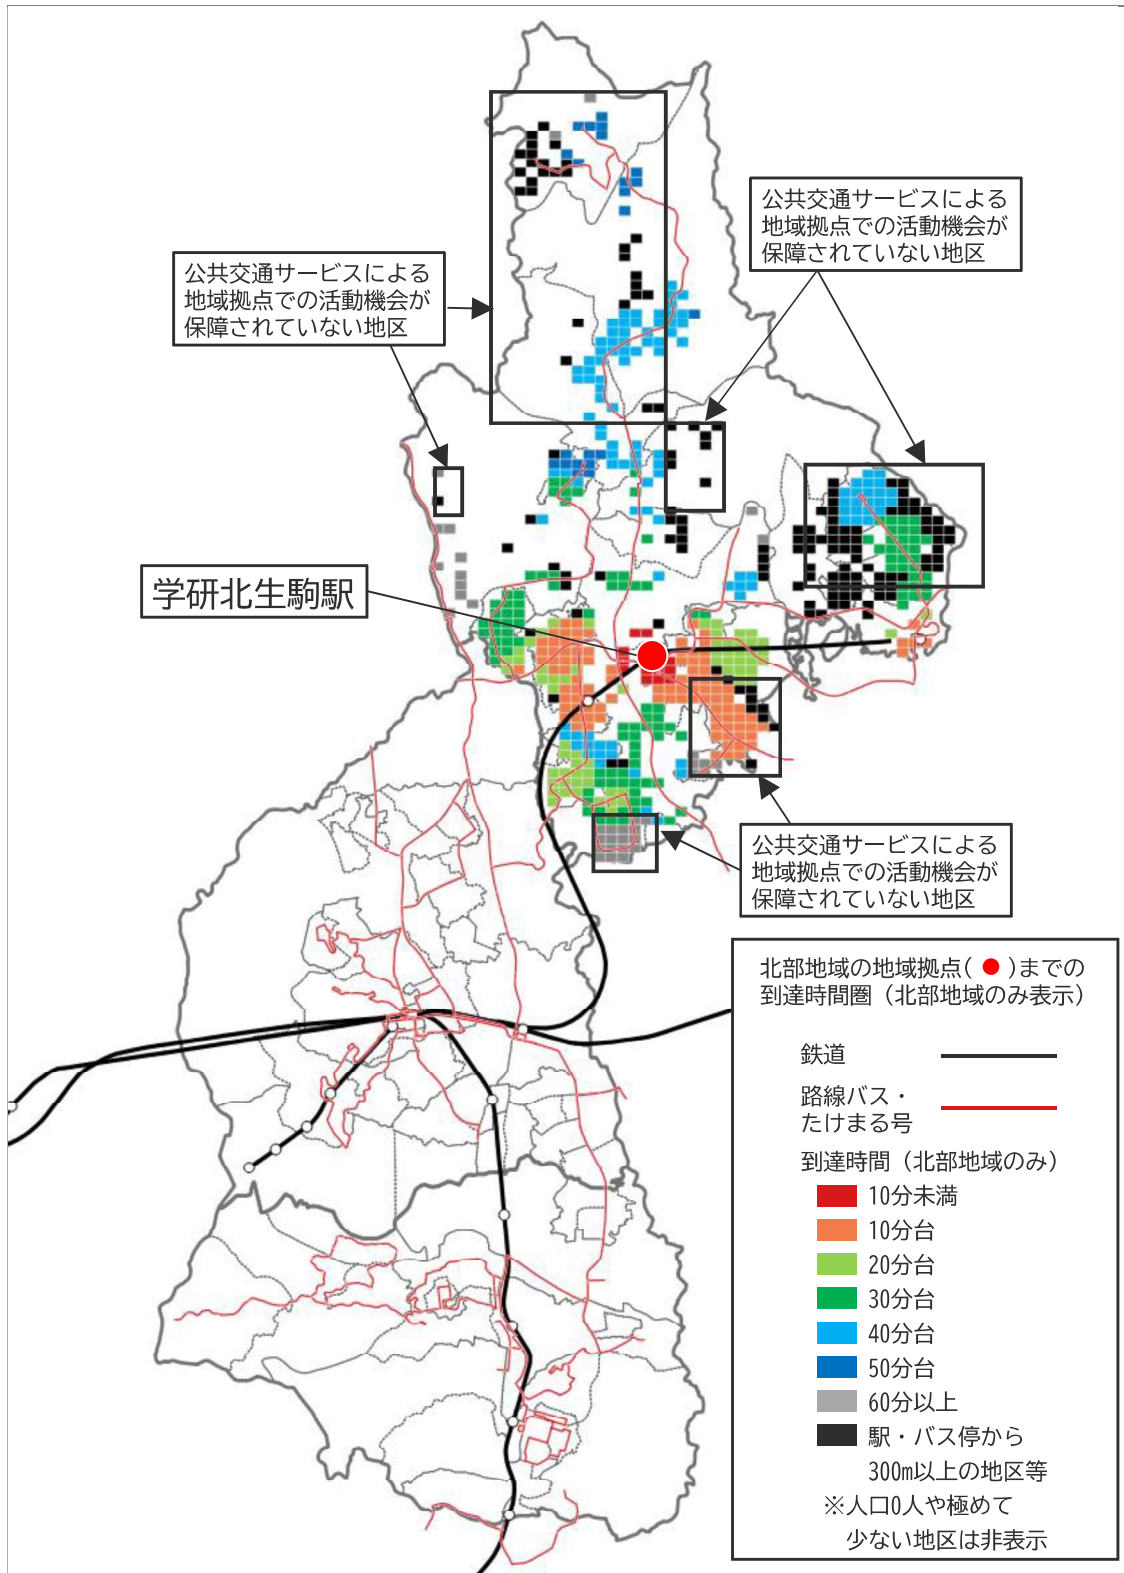 公共交通サービスによる
地域拠点での活動機会が
保障されていない地区
公共交通サービスによる
地域拠点での活動機会が
保障されていない地区
学研北生駒駅
公共交通サービスによる
地域拠点での活動機会が
保障されていない地区
北部地域の地域拠点( ● )までの
到達時間圏（北部地域のみ表示）
鉄道
路線バス・
たけまる号
到達時間（北部地域のみ）
10分未満
10分台
20分台
30分台
40分台
50分台
60分以上
駅・バス停から
300m以上の地区等
※人口0人や極めて
少ない地区は非表示